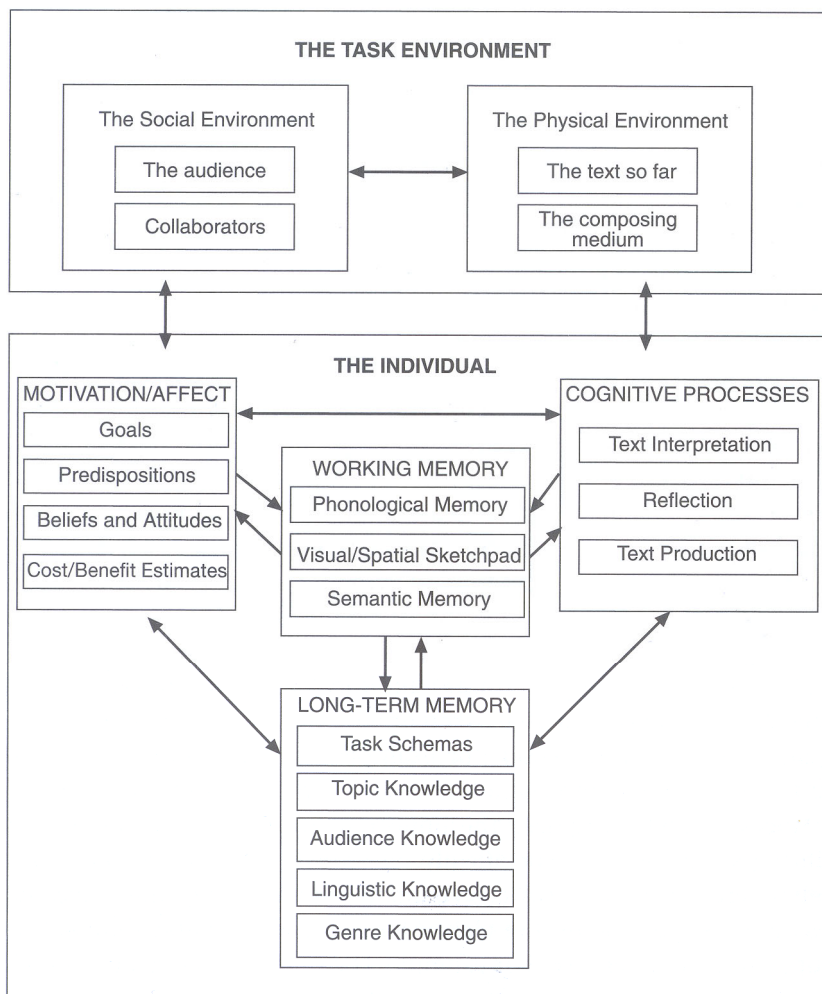 THE TASK ENVIRONMENT
The Social Environment
The audience
Collaborators
The Physical Environment
The text so far
The composing
medium
THE INDIVIDUAL
MOTIVATION/AFFECT
Goals
Predispositions
Beliefs and Attitudes
Cost/Benefit Estimates
WORKING MEMORY
Phonological Memory
Visual/Spatial Sketchpad
Semantic Memory
COGNITIVE PROCESSES
Text Interpretation
Reflection
Text Production
LONG-TERM MEMORY
Task Schemas
Topic Knowledge
Audience Knowledge
Linguistic Knowledge
Genre Knowledge